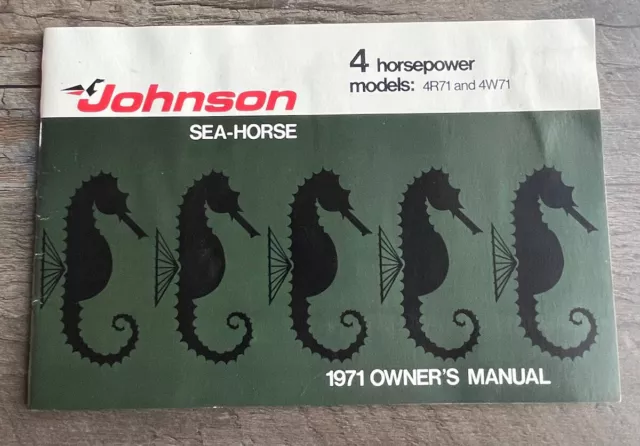 4 horsepower
models: 4R71 and 4W71
Johnson
SEA-HORSE
1971 OWNER'S MANUAL